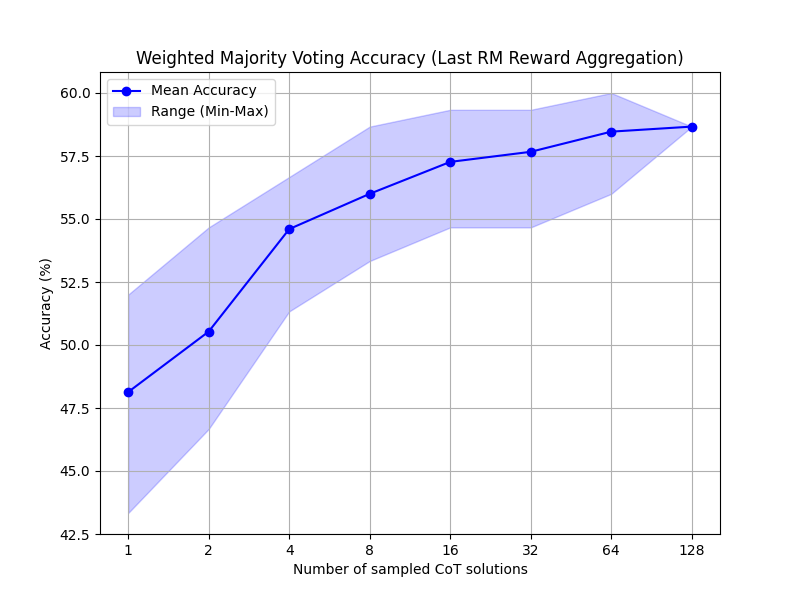 Weighted Majority Voting Accuracy (Last RM Reward Aggregation)
Mean Accuracy
Range (Min-Max)
60.0
57.5
55.0
52.5
50.0
47.5
45.0
42.5
Accuracy (%)
1 2 4 8 16 32 64 128
Number of sampled CoT solutions